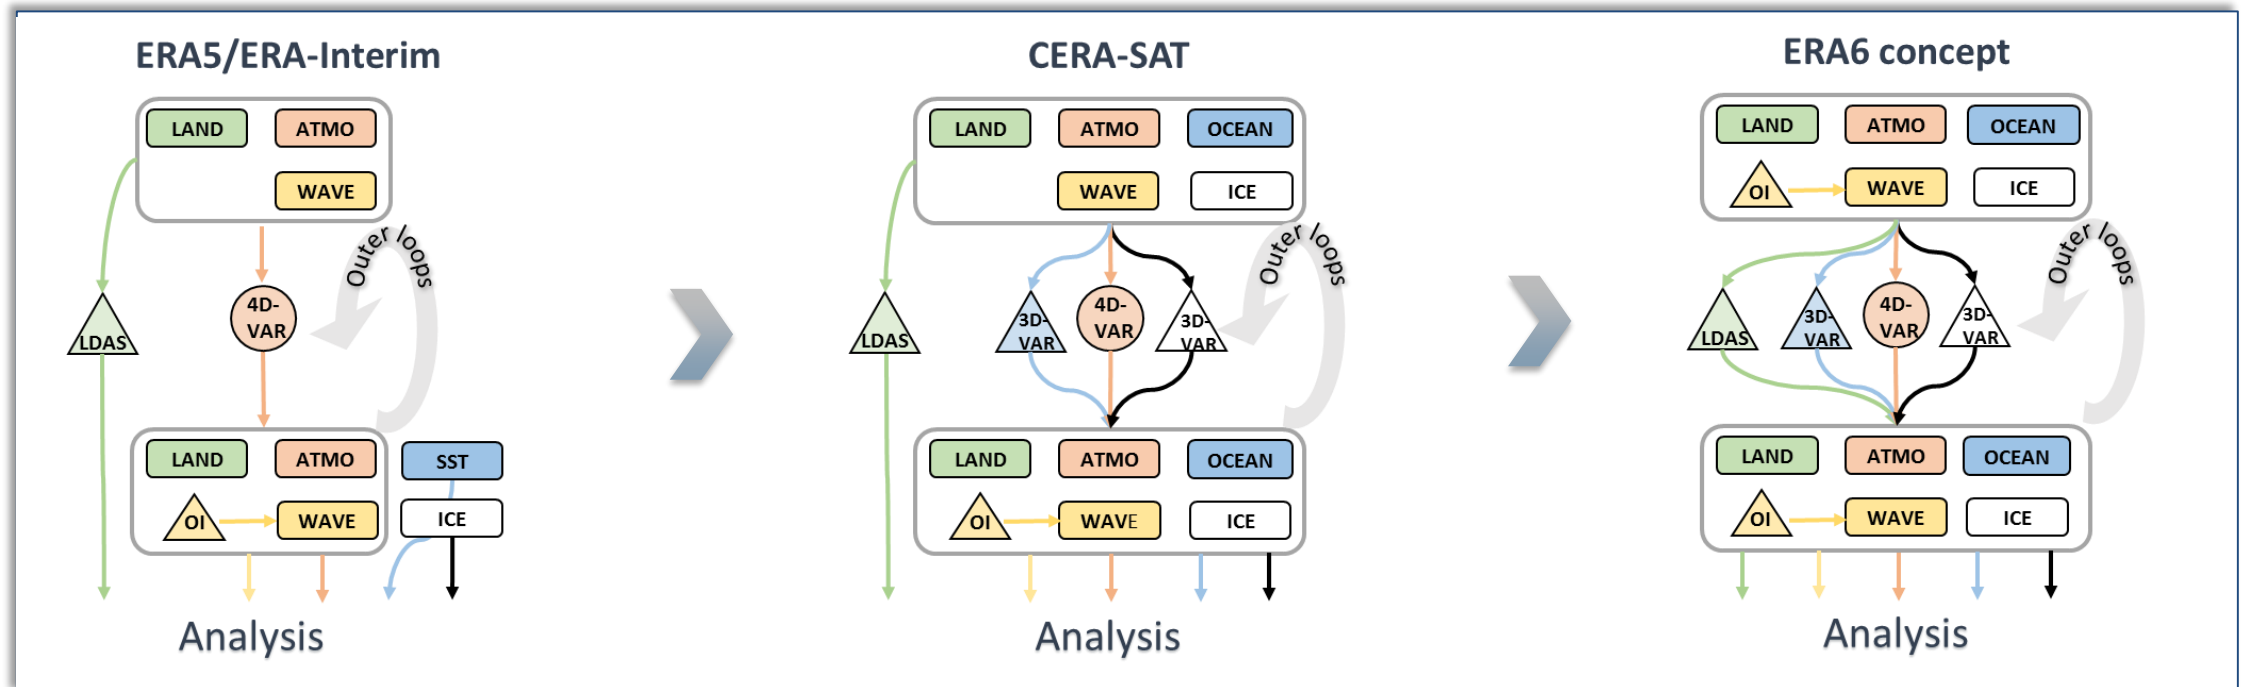 ERA5/ERA-Interim
LAND
ATMO
WAVE
Outer loops
LDAS
4D-
VAR
LAND
ATMO
SST
OI
WAVE
ICE
Analysis
CERA-SAT
LAND
ATMO
OCEAN
WAVE
ICE
Outer loops
LDAS
3D-
VAR
4D-
VAR
3D-
VAR
LAND
ATMO
OCEAN
OI
WAVE
ICE
Analysis
ERA6 concept
LAND
ATMO
OCEAN
OI
WAVE
ICE
Outer loops
LDAS
3D-
VAR
4D-
VAR
3D-
VAR
LAND
ATMO
OCEAN
OI
WAVE
ICE
Analysis